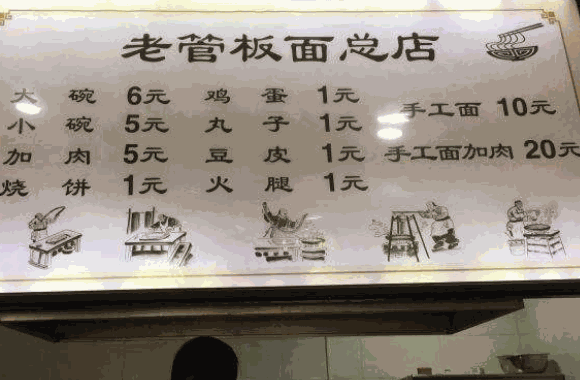 老管板面总店
大碗 6元 鸡蛋 1元
小碗 5元 丸子 1元 手工面 10元
加肉 5元 豆皮 1元 手工面加肉 20元
烧饼 1元 火腿 1元